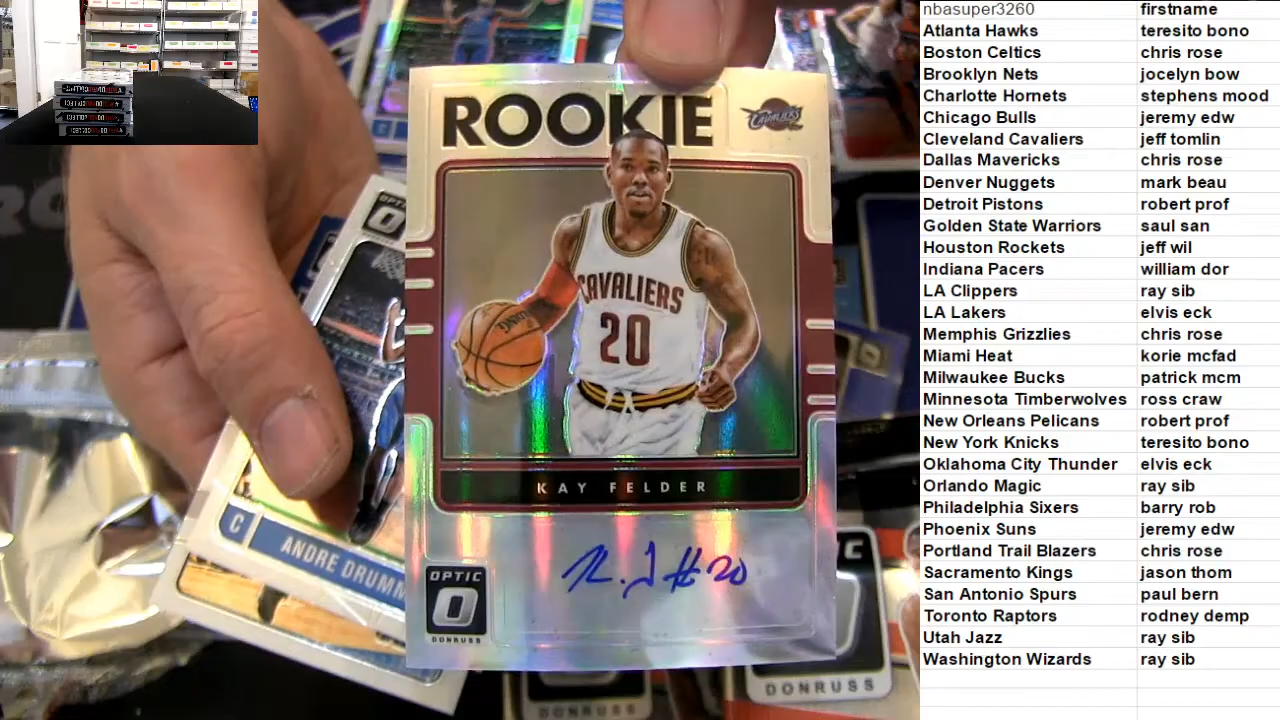 ROOKIE
CAVALIERS
CAVALIERS
20
KAY FELDER
#20
OPTIC
DONRUSS
C
ANDRE DRUMM
DONRUSS
DONRUSS
nbasuper3260 firstname
Atlanta Hawks teresito bono
Boston Celtics chris rose
Brooklyn Nets jocelyn bow
Charlotte Hornets stephens mood
Chicago Bulls jeremy edw
Cleveland Cavaliers jeff tomlin
Dallas Mavericks chris rose
Denver Nuggets mark beau
Detroit Pistons robert prof
Golden State Warriors saul san
Houston Rockets jeff wil
Indiana Pacers william dor
LA Clippers ray sib
LA Lakers elvis eck
Memphis Grizzlies chris rose
Miami Heat korie mcfad
Milwaukee Bucks patrick mcm
Minnesota Timberwolves ross craw
New Orleans Pelicans robert prof
New York Knicks teresito bono
Oklahoma City Thunder elvis eck
Orlando Magic ray sib
Philadelphia Sixers barry rob
Phoenix Suns jeremy edw
Portland Trail Blazers chris rose
Sacramento Kings jason thom
San Antonio Spurs paul bern
Toronto Raptors rodney demp
Utah Jazz ray sib
Washington Wizards ray sib